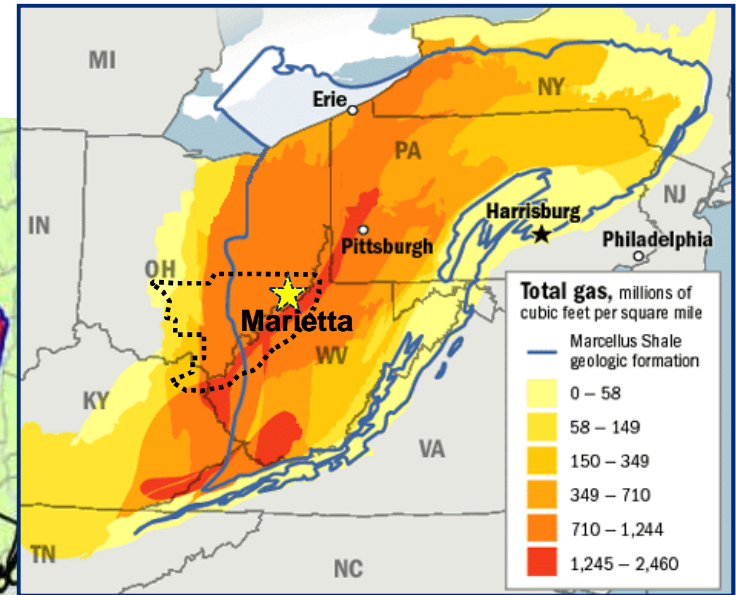 MI
NY
Erie
PA
NJ
IN
Harrisburg
Pittsburgh
Philadelphia
OH
Marietta
WV
KY
VA
TN
NC
Total gas, millions of
cubic feet per square mile
Marcellus Shale
geologic formation
0 – 58
58 – 149
150 – 349
349 – 710
710 – 1,244
1,245 – 2,460